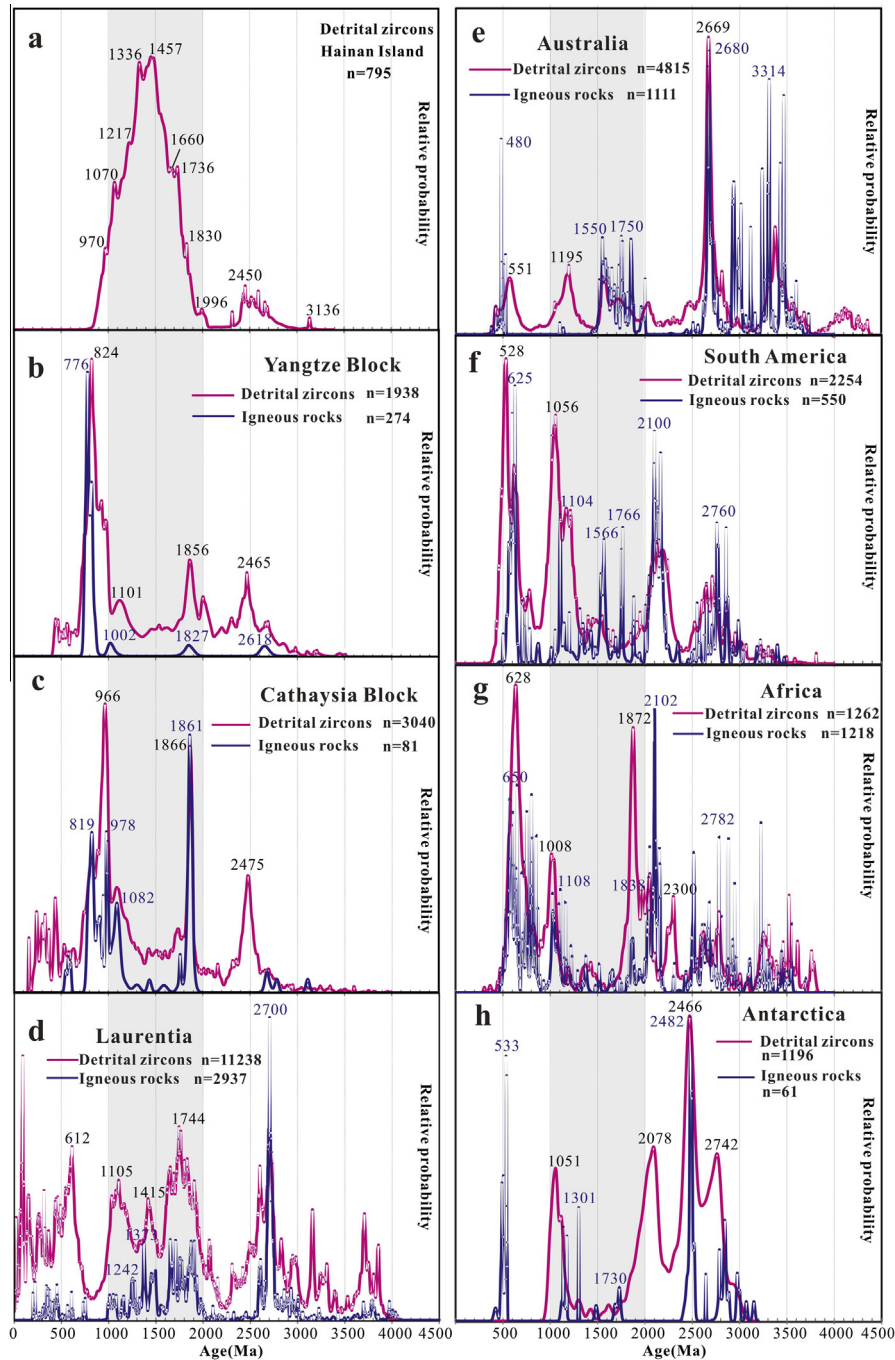 a
Detrital zircons
Hainan Island
n=795
1336
1457
1217
1660
1070
1736
970
1830
2450
1996
3136
Relative probability
b
Yangtze Block
Detrital zircons n=1938
Igneous rocks n=274
776
824
1101
1856
2465
1002
1827
2618
Relative probability
c
Cathaysia Block
Detrital zircons n=3040
Igneous rocks n=81
966
1861
1866
819
978
1082
2475
Relative probability
d
Laurentia
Detrital zircons n=11238
Igneous rocks n=2937
2700
612
1744
1105
1415
1373
1242
Relative probability
0 500 1000 1500 2000 2500 3000 3500 4000 4500
Age(Ma)
e
Australia
Detrital zircons n=4815
Igneous rocks n=1111
2669
2680
3314
480
1550
1750
551
1195
Relative probability
f
South America
Detrital zircons n=2254
Igneous rocks n=550
528
625
1056
2100
1104
1766
1566
2760
Relative probability
g
Africa
Detrital zircons n=1262
Igneous rocks n=1218
628
2102
1872
650
2782
1008
1108
1838
2300
Relative probability
h
Antarctica
Detrital zircons
n=1196
Igneous rocks
n=61
2466
2482
533
2078
2742
1051
1301
1730
Relative probability
500 1000 1500 2000 2500 3000 3500 4000 4500
Age(Ma)